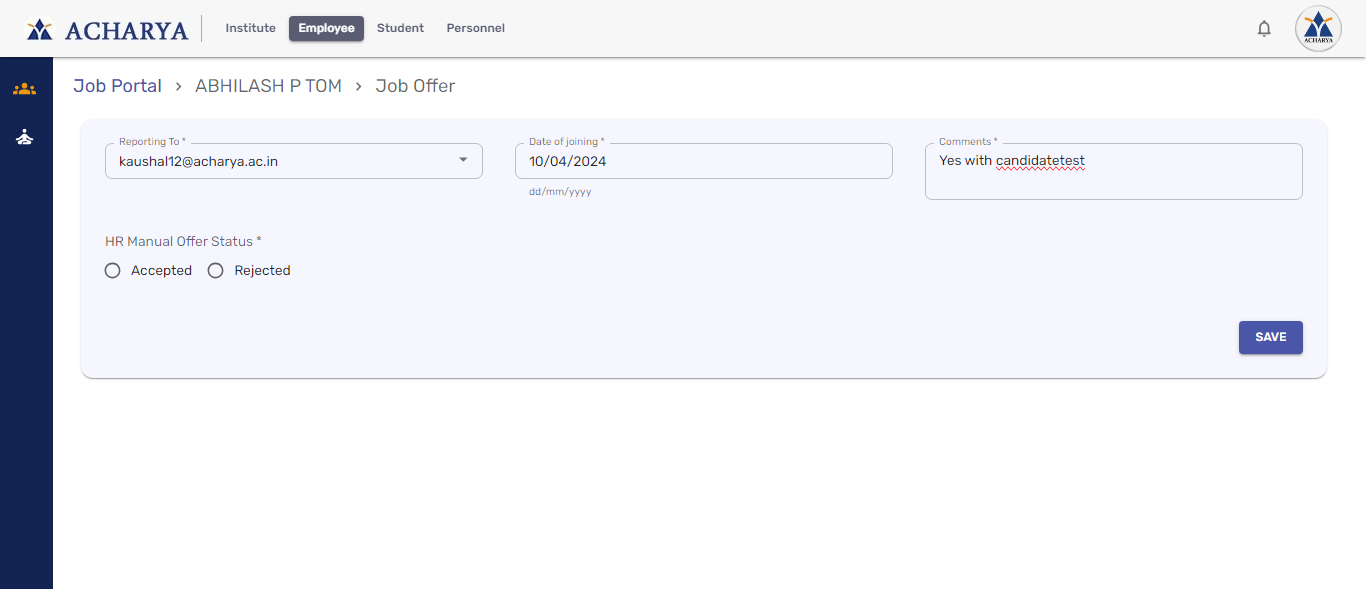 ACHARYA Institute Employee Student Personnel ACHARYA
Job Portal > ABHILASH P TOM > Job Offer
Reporting To * Date of joining * Comments *
kaushal12@acharya.ac.in 10/04/2024 Yes with candidatetest
dd/mm/yyyy
HR Manual Offer Status *
Accepted Rejected
SAVE